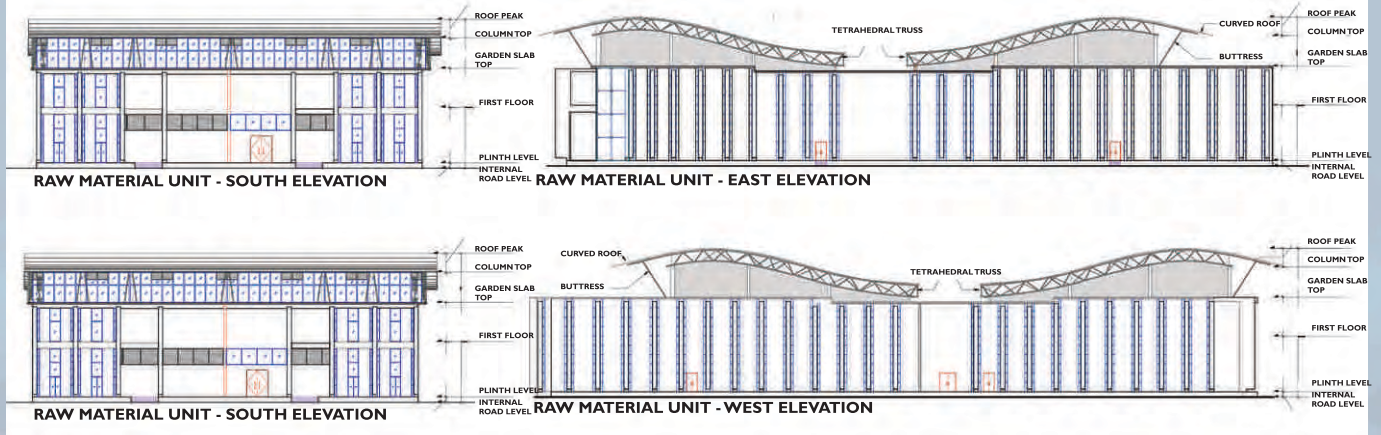 ROOF PEAK
COLUMN TOP
GARDEN SLAB
TOP
FIRST FLOOR
PLINTH LEVEL
INTERNAL
ROAD LEVEL
RAW MATERIAL UNIT - SOUTH ELEVATION
TETRAHEDRAL TRUSS
CURVED ROOF
BUTTRESS
ROOF PEAK
COLUMN TOP
GARDEN SLAB
TOP
FIRST FLOOR
PLINTH LEVEL
INTERNAL
ROAD LEVEL
RAW MATERIAL UNIT - EAST ELEVATION
ROOF PEAK
COLUMN TOP
GARDEN SLAB
TOP
FIRST FLOOR
PLINTH LEVEL
INTERNAL
ROAD LEVEL
RAW MATERIAL UNIT - SOUTH ELEVATION
CURVED ROOF
BUTTRESS
TETRAHEDRAL TRUSS
ROOF PEAK
COLUMN TOP
GARDEN SLAB
TOP
FIRST FLOOR
PLINTH LEVEL
INTERNAL
ROAD LEVEL
RAW MATERIAL UNIT - WEST ELEVATION